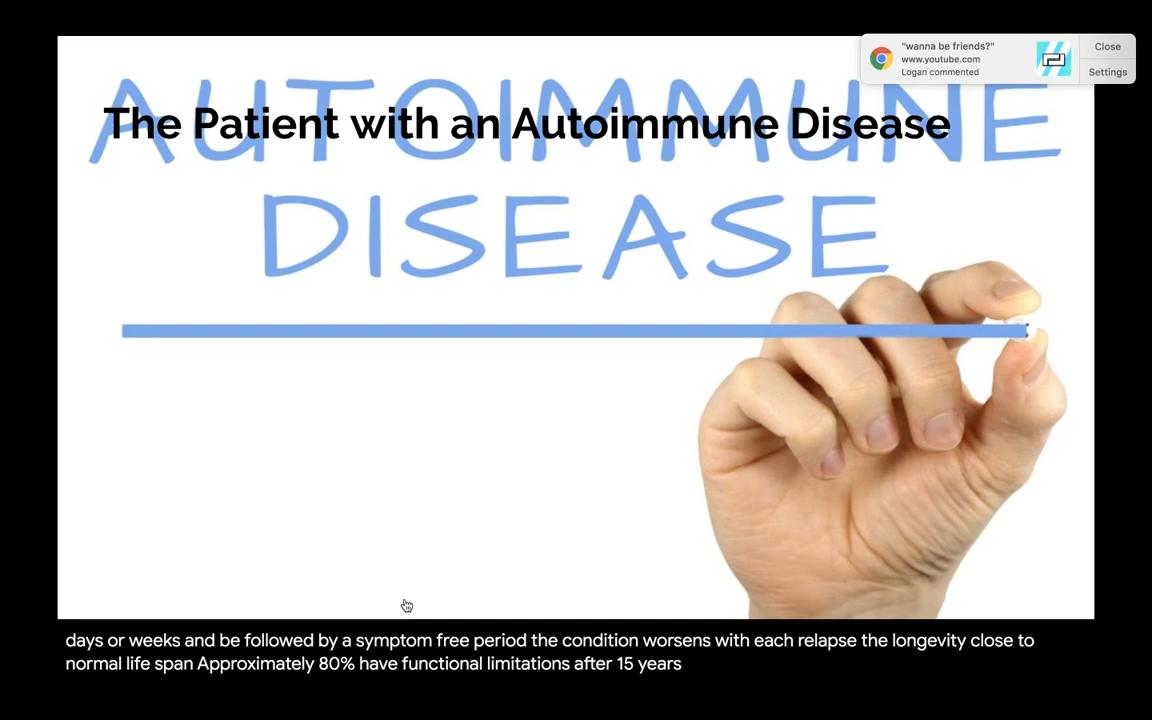 "wanna be friends?"
www.youtube.com
Logan commented
Close
Settings
AUTOIMMUNE
The Patient with an Autoimmune Disease
DISEASE
days or weeks and be followed by a symptom free period the condition worsens with each relapse the longevity close to
normal life span Approximately 80% have functional limitations after 15 years